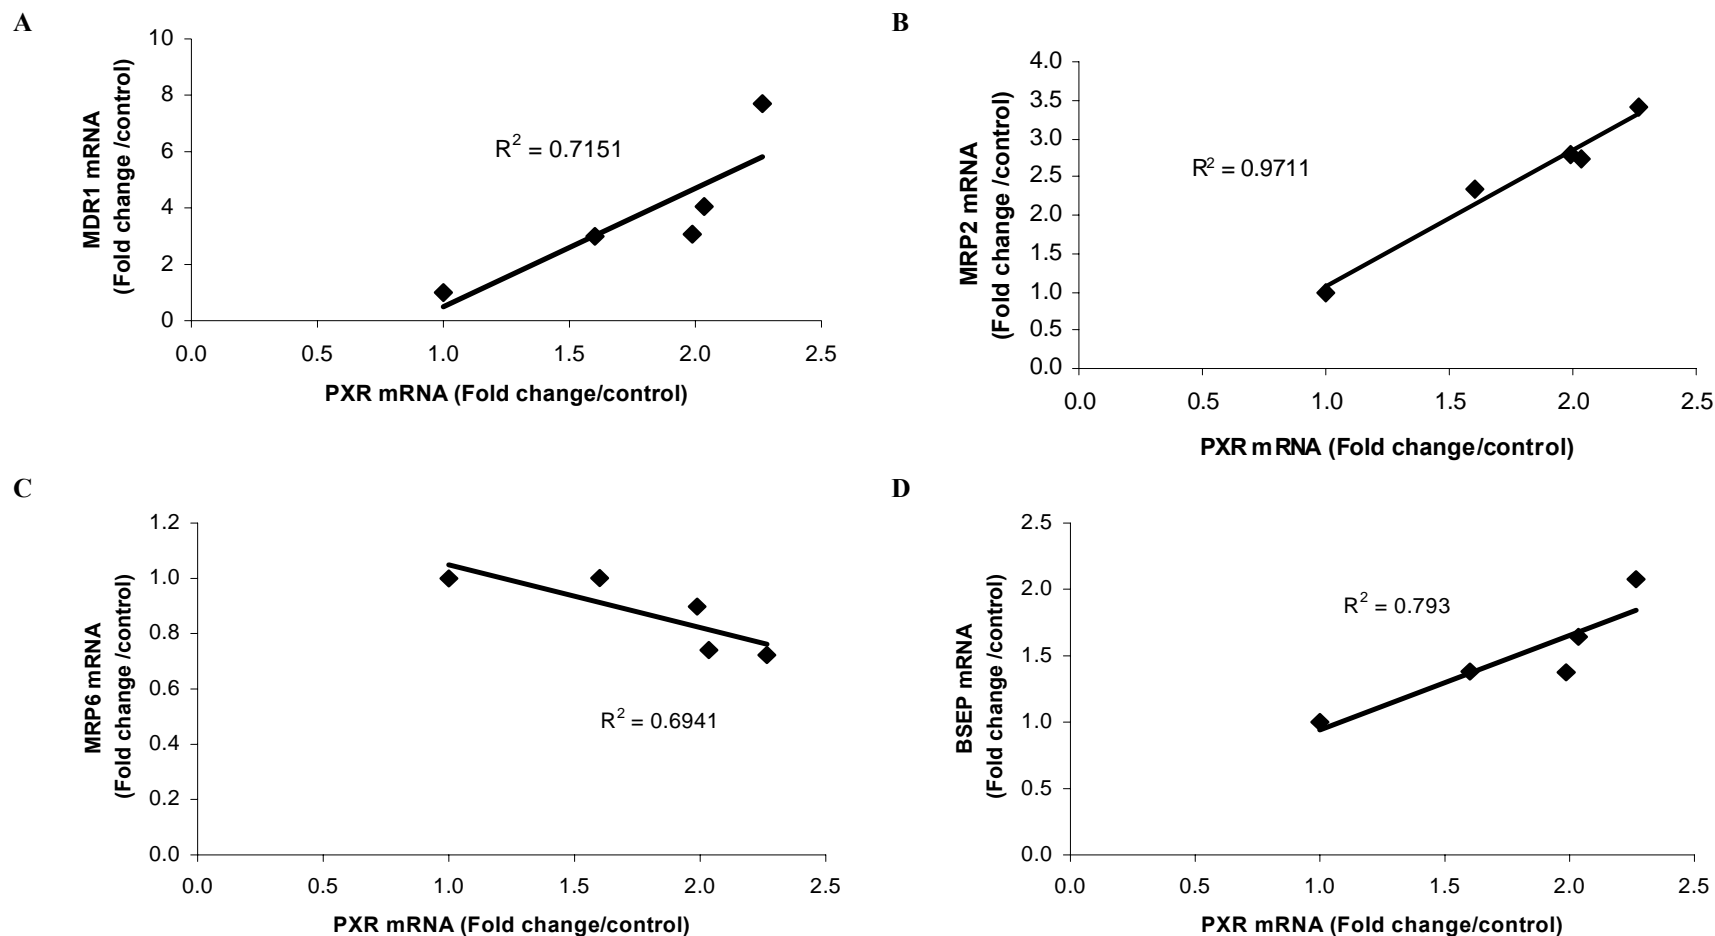 A
10
8
6
4
2
0
MDR1 mRNA
(Fold change /control)
R² = 0.7151
0.0 0.5 1.0 1.5 2.0 2.5
PXR mRNA (Fold change/control)
B
4.0
3.5
3.0
2.5
2.0
1.5
1.0
0.5
0.0
MRP2 mRNA
(Fold change /control)
R² = 0.9711
0.0 0.5 1.0 1.5 2.0 2.5
PXR mRNA (Fold change/control)
C
1.2
1.0
0.8
0.6
0.4
0.2
0.0
MRP6 mRNA
(Fold change /control)
R² = 0.6941
0.0 0.5 1.0 1.5 2.0 2.5
PXR mRNA (Fold change/control)
D
2.5
2.0
1.5
1.0
0.5
0.0
BSEP mRNA
(Fold change /control)
R² = 0.793
0.0 0.5 1.0 1.5 2.0 2.5
PXR mRNA (Fold change/control)